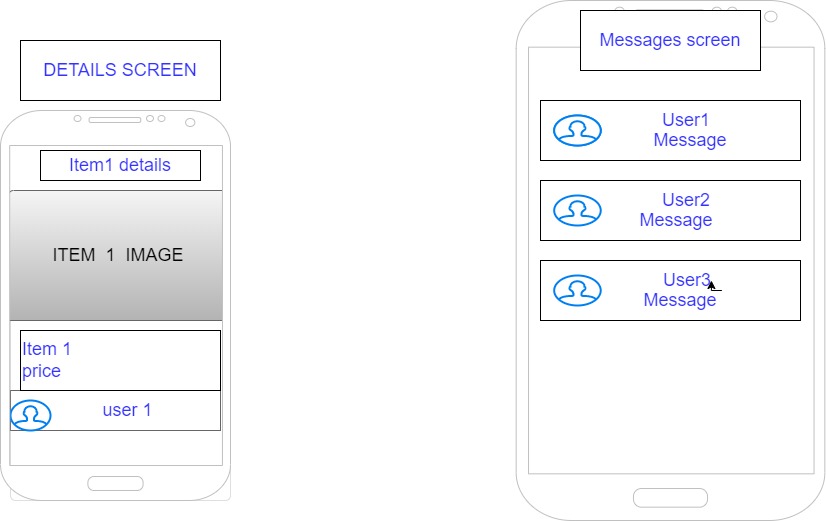 DETAILS SCREEN
Item1 details
ITEM 1 IMAGE
Item 1
price
user 1
Messages screen
User1
Message
User2
Message
User3
Message